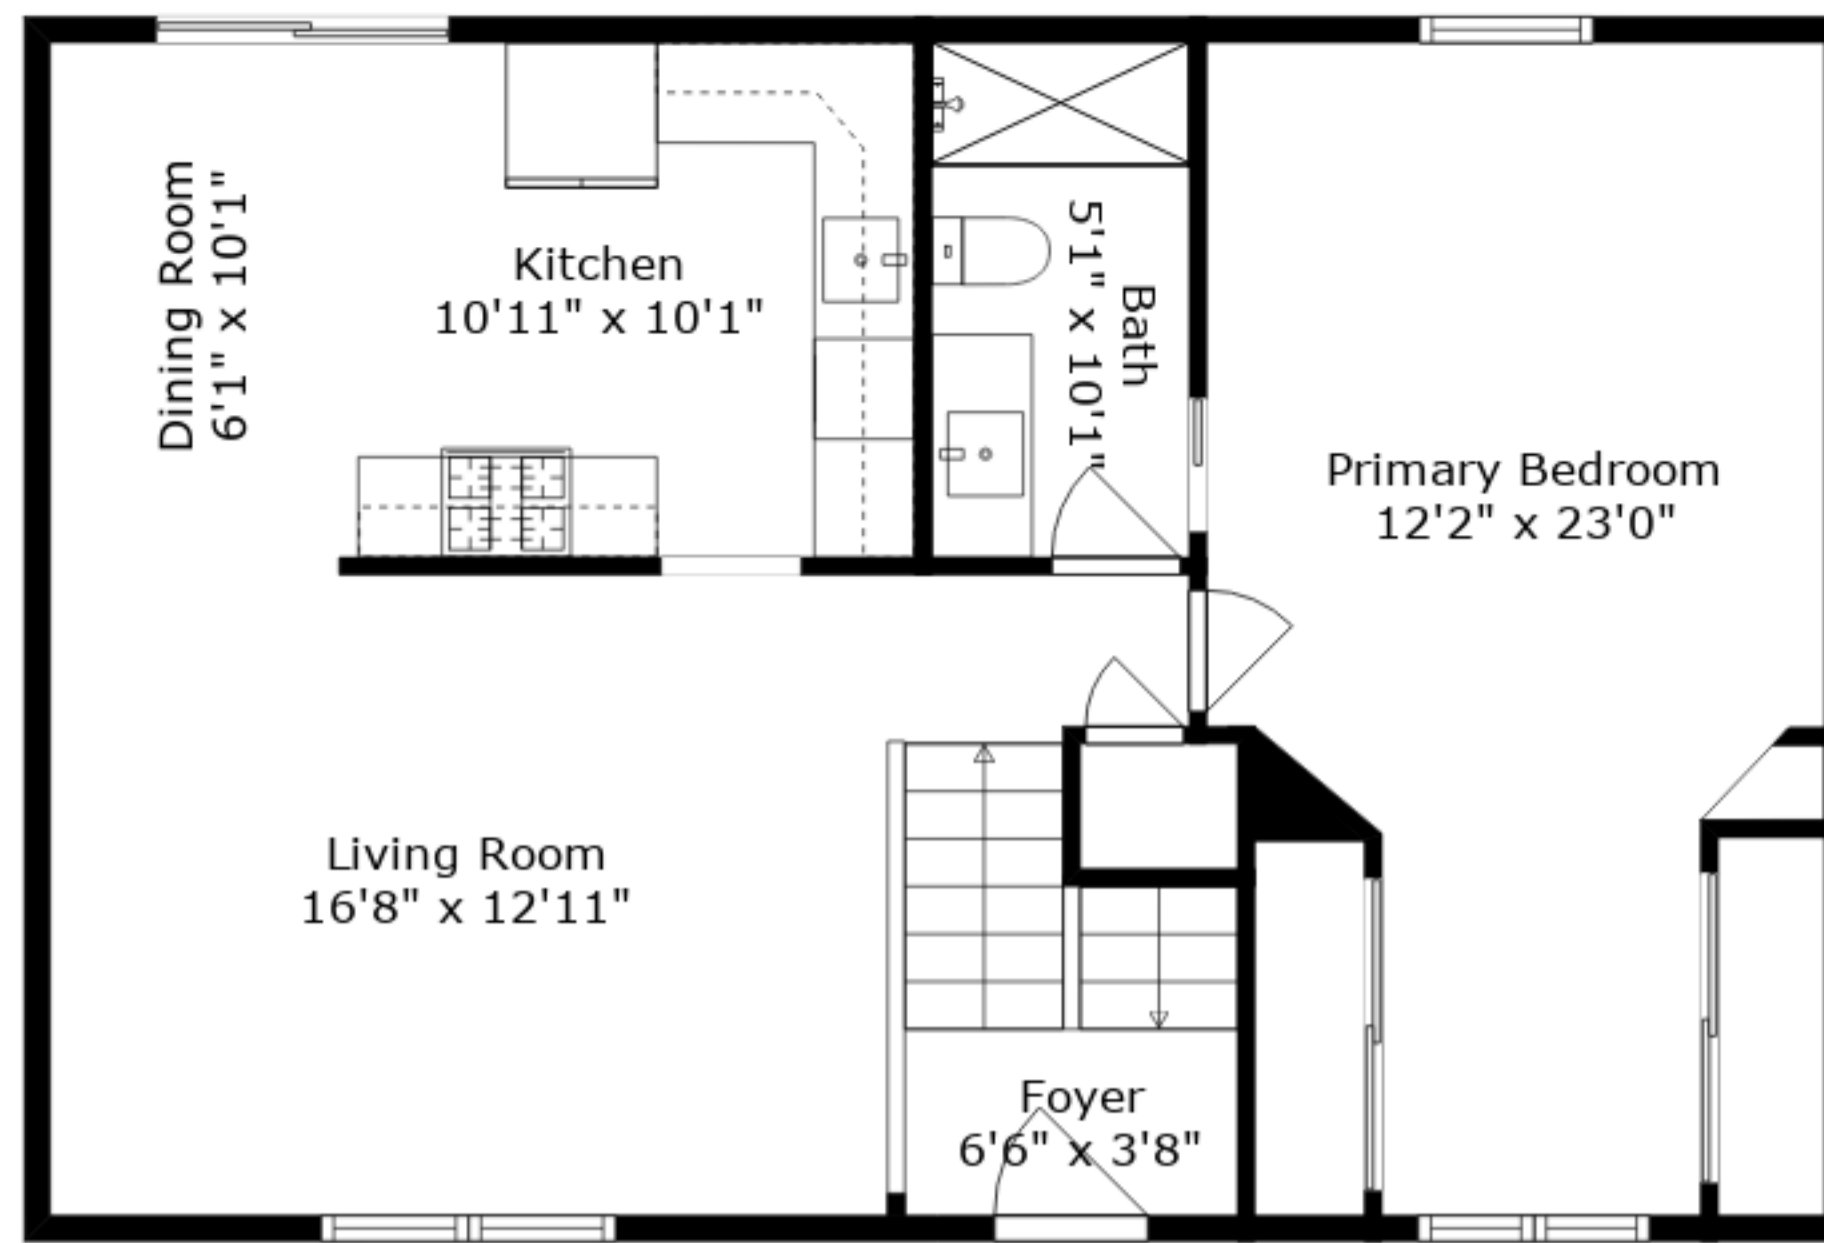 Dining Room
6'1" x 10'1"
Kitchen
10'11" x 10'1"
Bath
5'1" x 10'1"
Primary Bedroom
12'2" x 23'0"
Living Room
16'8" x 12'11"
Foyer
6'6" x 3'8"